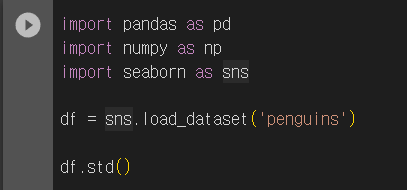 import pandas as pd
import numpy as np
import seaborn as sns
df = sns.load_dataset('penguins')
df.std()